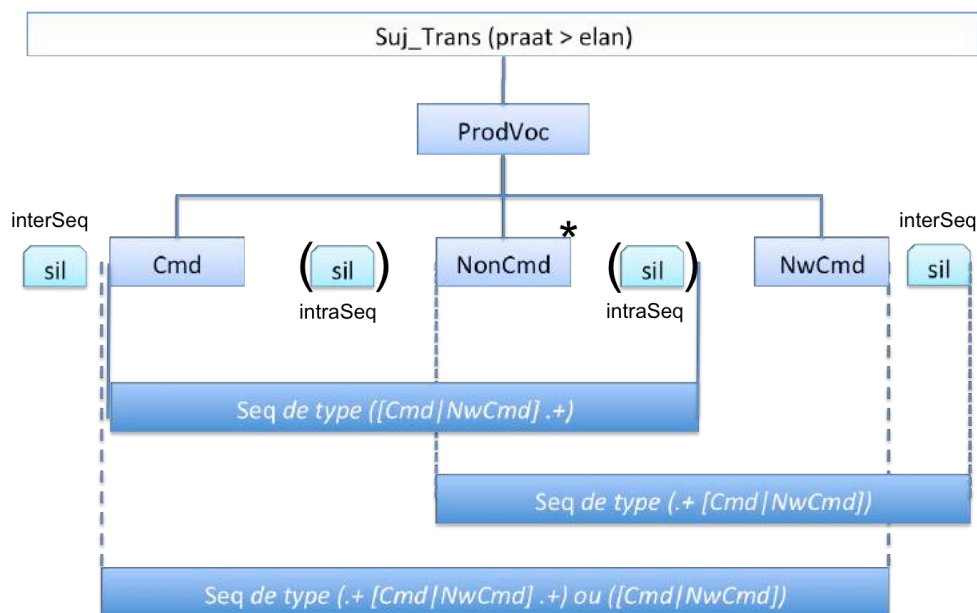 Suj_Trans (praat > elan)
ProdVoc
interSeq
interSeq
sil
Cmd
(sil)
NonCmd*
(sil)
NwCmd
sil
intraSeq
intraSeq
Seq de type ([Cmd|NwCmd] .+)
Seq de type (.+ [Cmd|NwCmd])
Seq de type (.+ [Cmd|NwCmd] .+) ou ([Cmd|NwCmd])